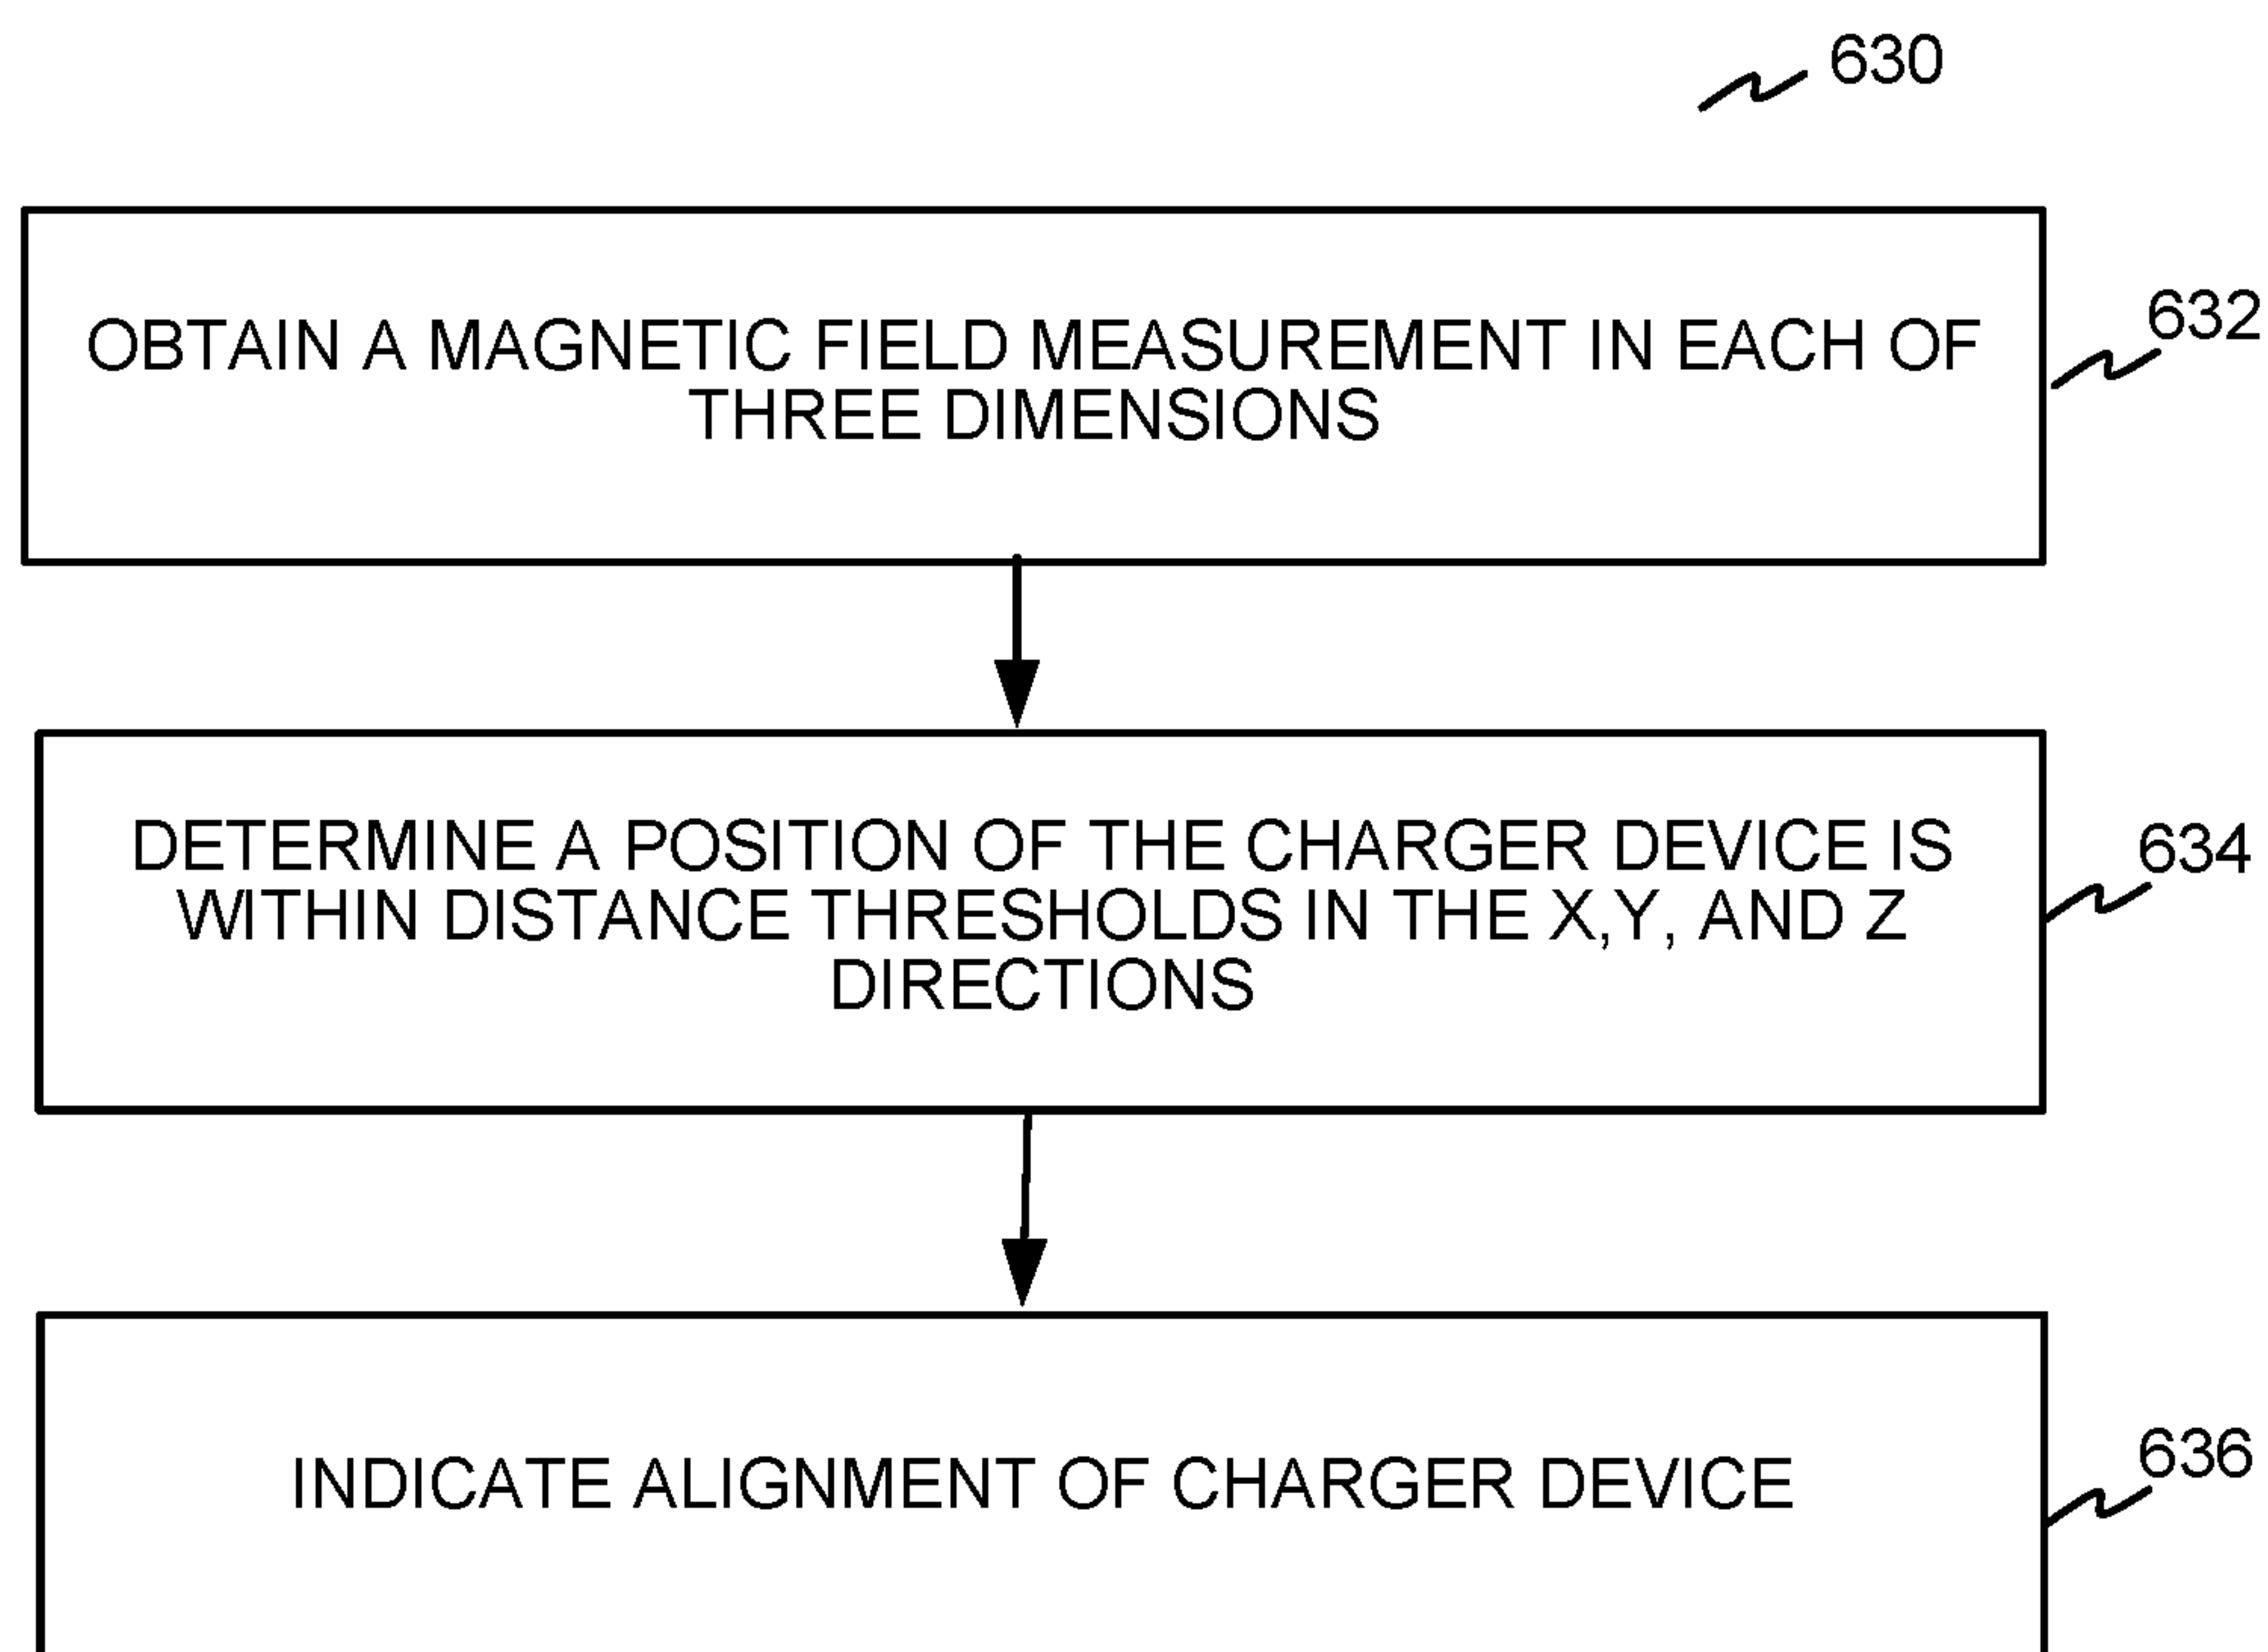 630
OBTAIN A MAGNETIC FIELD MEASUREMENT IN EACH OF
THREE DIMENSIONS
632
DETERMINE A POSITION OF THE CHARGER DEVICE IS
WITHIN DISTANCE THRESHOLDS IN THE X,Y, AND Z
DIRECTIONS
634
INDICATE ALIGNMENT OF CHARGER DEVICE
636